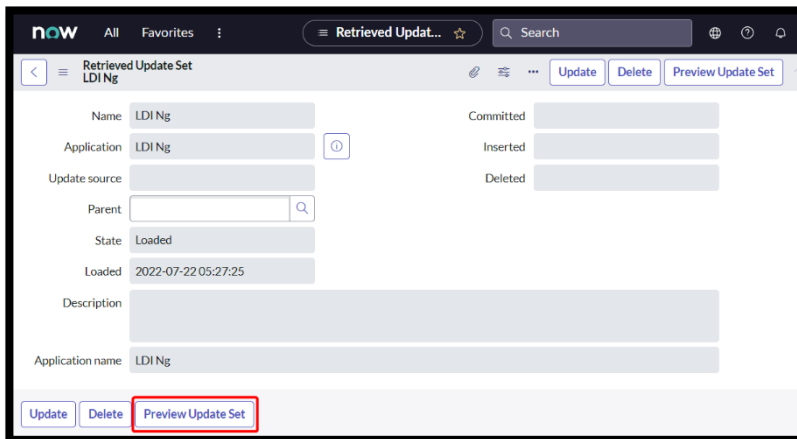 now All Favorites Retrieved Updat... Search
Retrieved Update Set
LDI Ng
Update Delete Preview Update Set
Name LDI Ng
Committed
Application LDI Ng
Inserted
Update source
Deleted
Parent
State Loaded
Loaded 2022-07-22 05:27:25
Description
Application name LDI Ng
Update Delete Preview Update Set